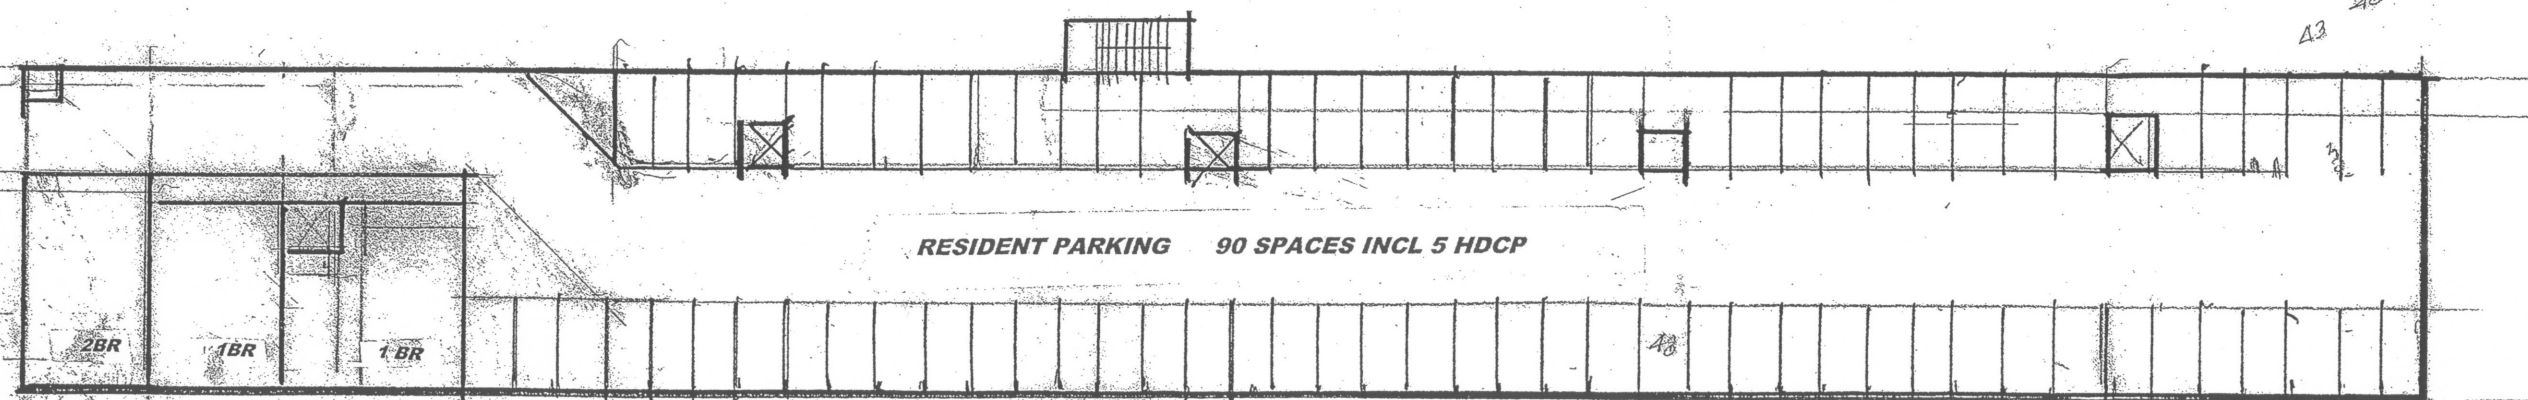 43
RESIDENT PARKING 90 SPACES INCL 5 HDCP
2BR
1BR
1 BR
43